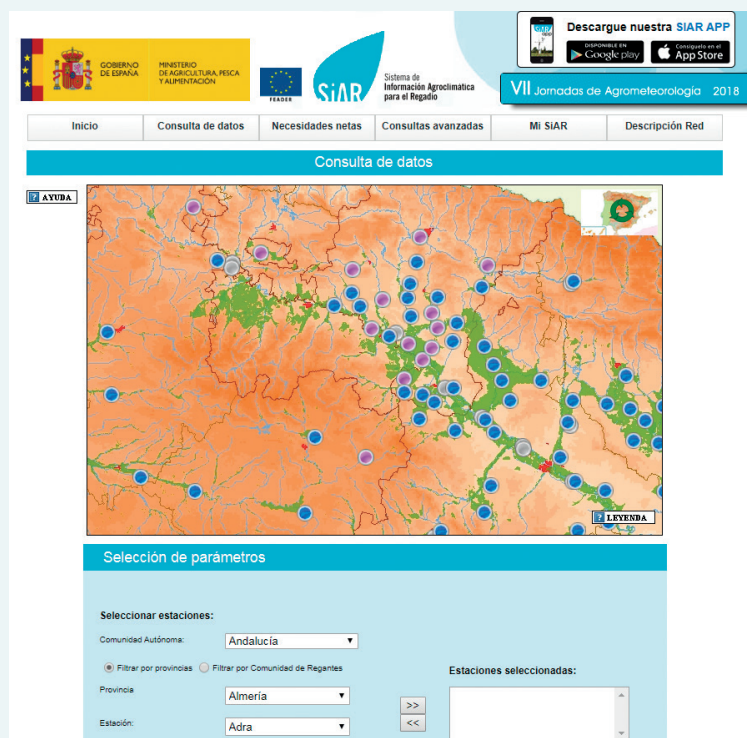 Descargue nuestra SIAR APP
DISPONIBLE EN
Google play
Consíguelo en el
App Store
GOBIERNO
DE ESPAÑA
MINISTERIO
DE AGRICULTURA, PESCA
Y ALIMENTACIÓN
FEADER
SiAR
Sistema de
Información Agroclimática
para el Regadío
VII Jornadas de Agrometeorología 2018
Inicio
Consulta de datos
Necesidades netas
Consultas avanzadas
Mi SiAR
Descripción Red
Consulta de datos
? AYUDA
? LEYENDA
Selección de parámetros
Seleccionar estaciones:
Comunidad Autónoma:
Andalucía
Filtrar por provincias
Filtrar por Comunidad de Regantes
Estaciones seleccionadas:
Provincia
Almería
>>
Estación:
Adra
<<